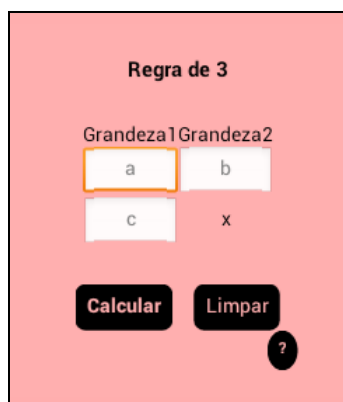 Regra de 3
Grandeza1 Grandeza2
a b
c x
Calcular Limpar
?